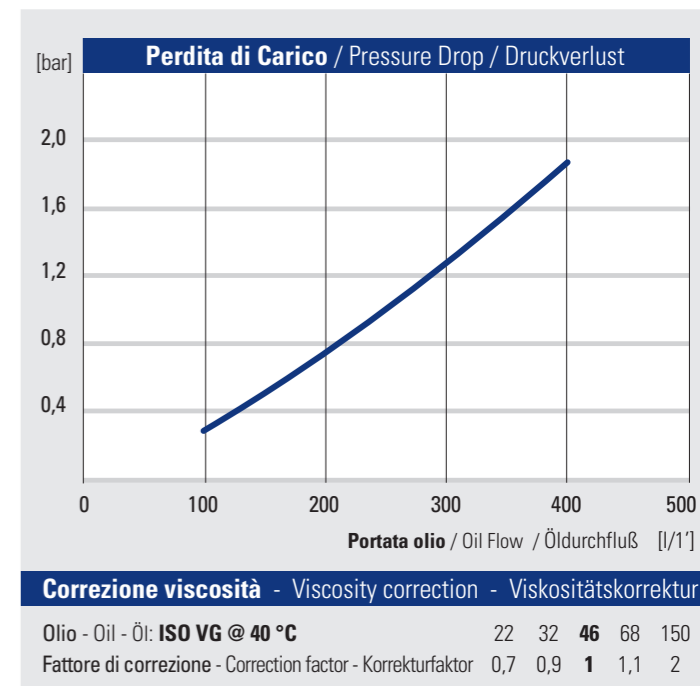 [bar]
Perdita di Carico / Pressure Drop / Druckverlust
2,0
1,6
1,2
0,8
0,4
0 100 200 300 400 500
Portata olio / Oil Flow / Öldurchfluß [l/1']
Correzione viscosità - Viscosity correction - Viskositätskorrektur
Olio - Oil - Öl: ISO VG @ 40 °C 22 32 46 68 150
Fattore di correzione - Correction factor - Korrekturfaktor 0,7 0,9 1 1,1 2